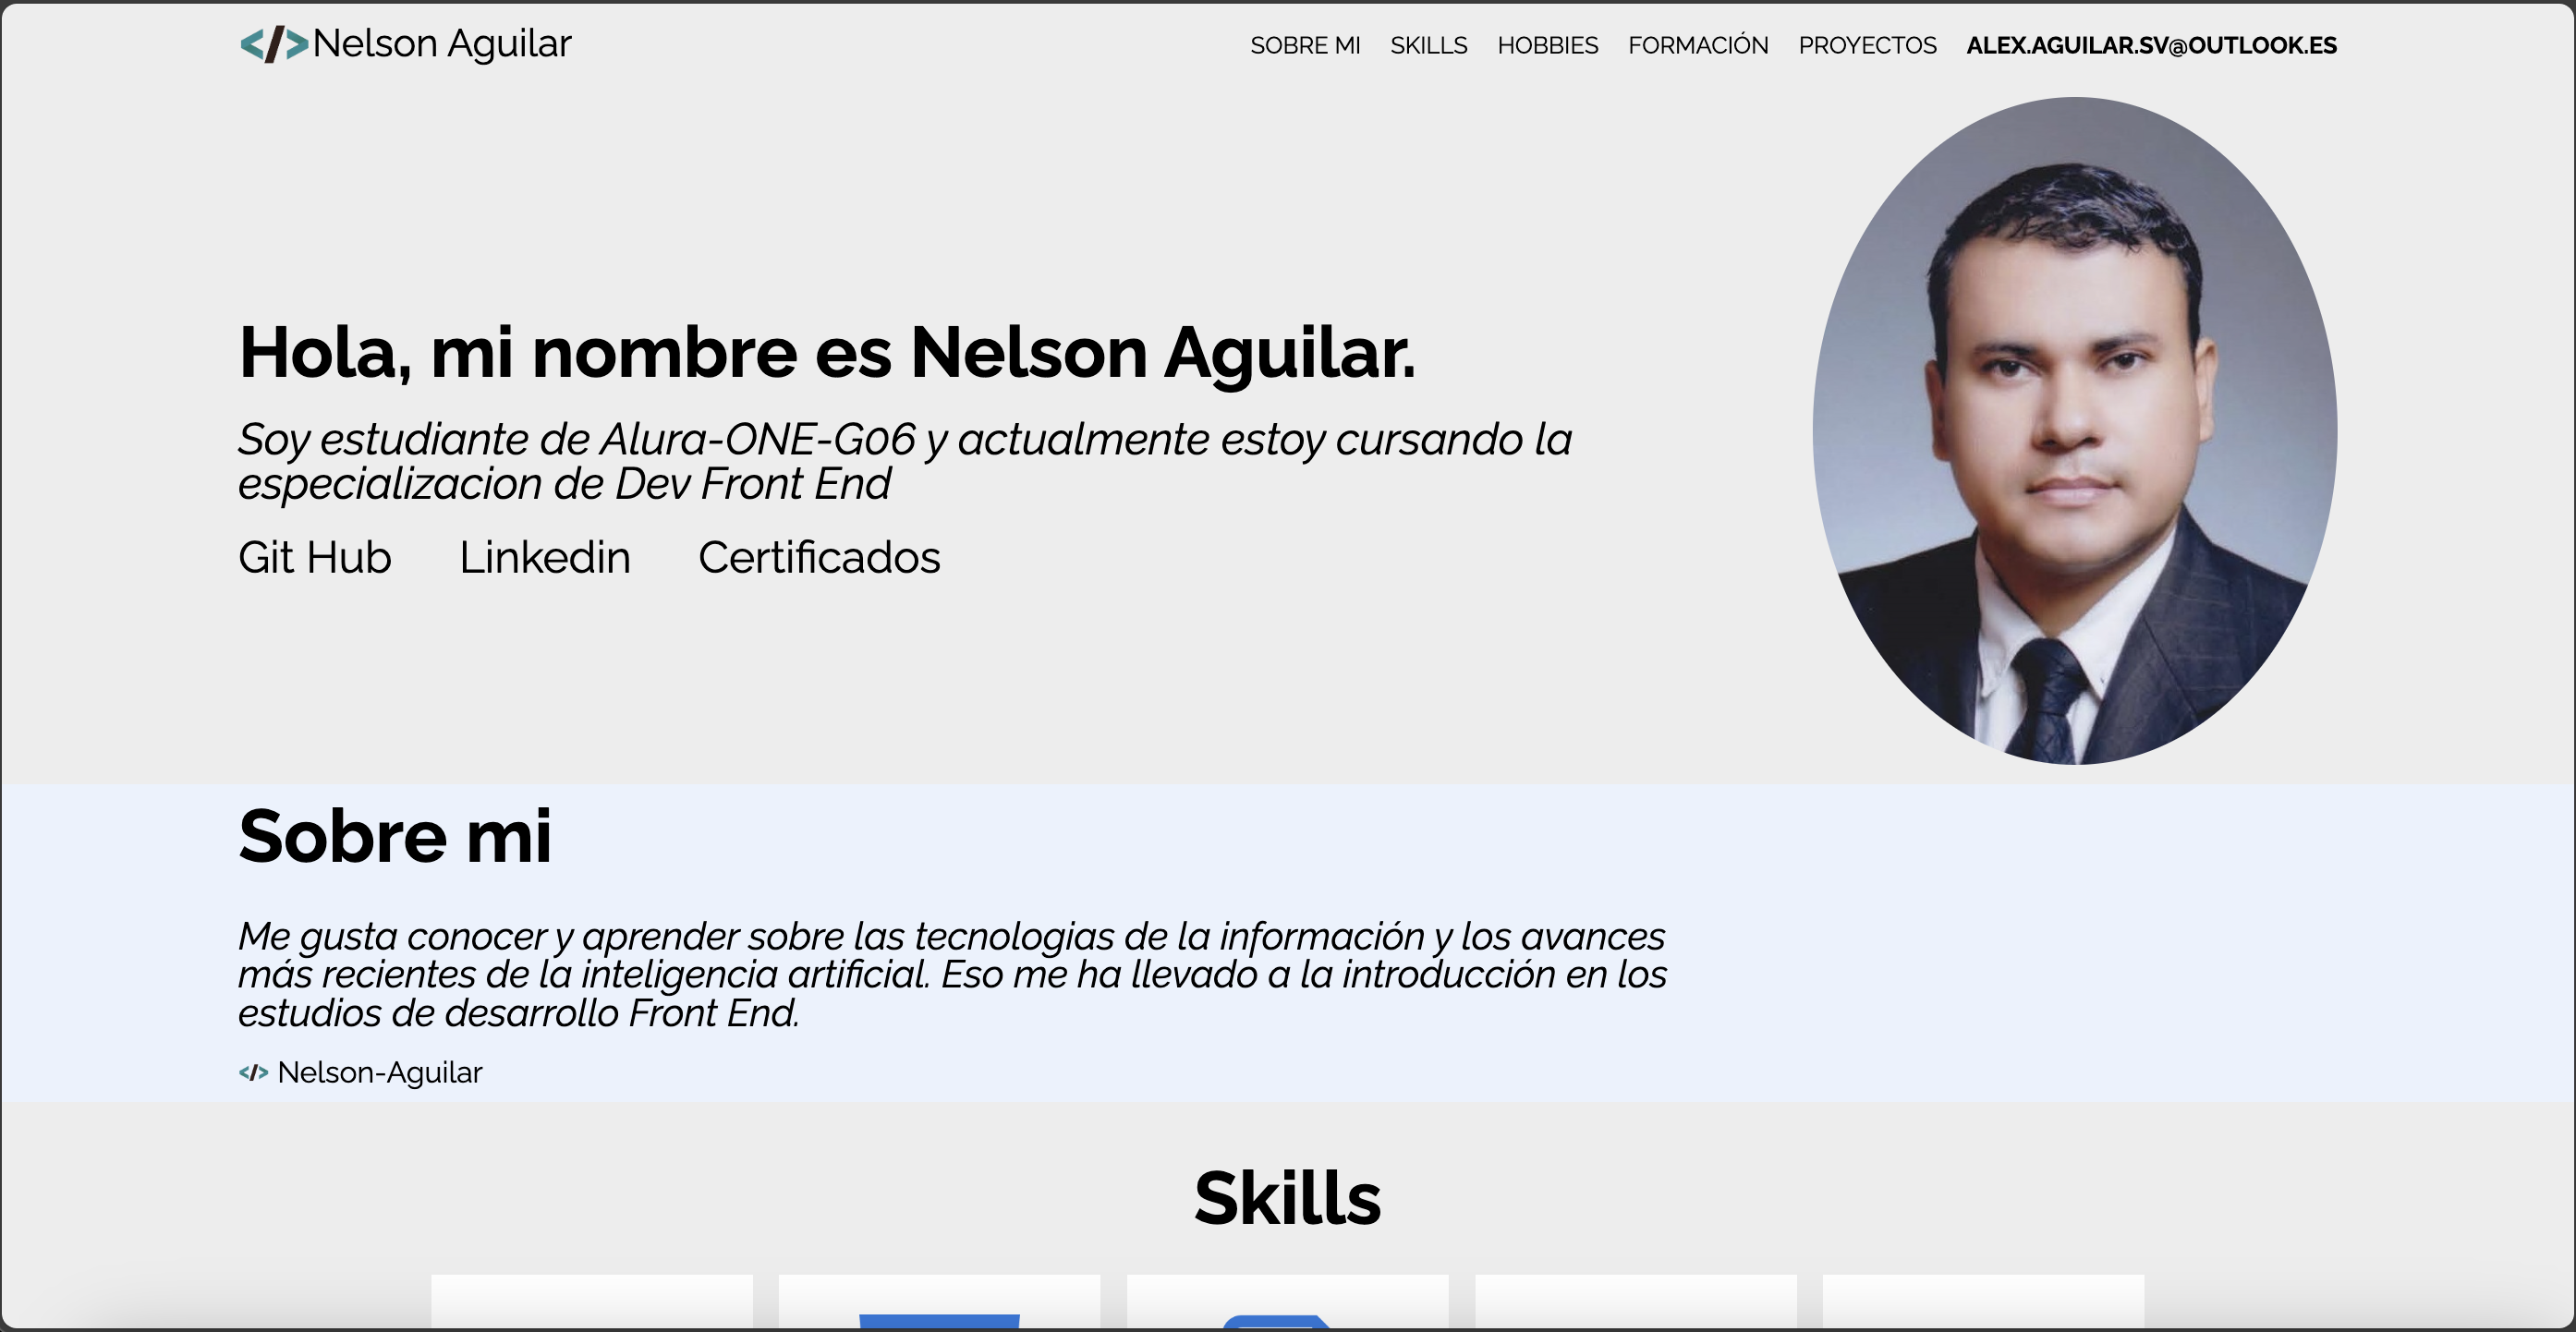 </>Nelson Aguilar
SOBRE MI SKILLS HOBBIES FORMACIÓN PROYECTOS ALEX.AGUILAR.SV@OUTLOOK.ES
Hola, mi nombre es Nelson Aguilar.
Soy estudiante de Alura-ONE-G06 y actualmente estoy cursando la
especializacion de Dev Front End
Git Hub Linkedin Certificados
Sobre mi
Me gusta conocer y aprender sobre las tecnologias de la información y los avances
más recientes de la inteligencia artificial. Eso me ha llevado a la introducción en los
estudios de desarrollo Front End.
</> Nelson-Aguilar
Skills